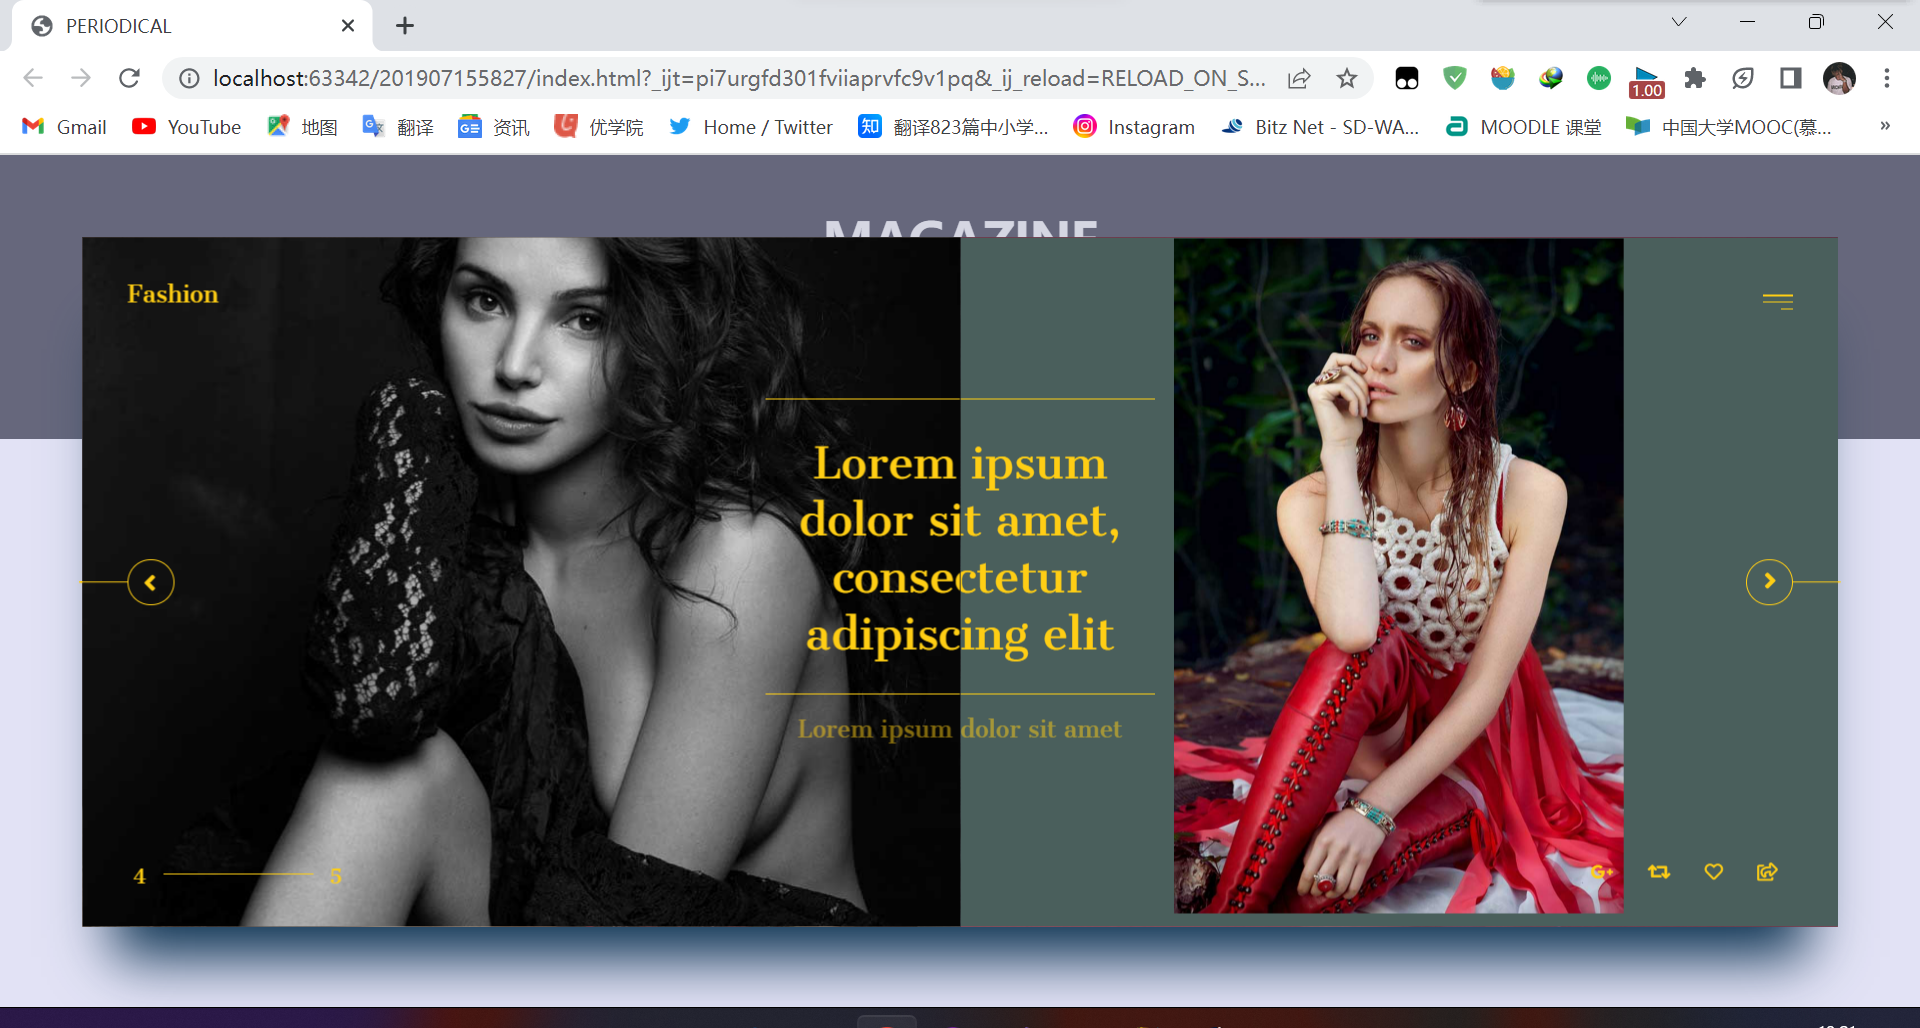 PERIODICAL
localhost:63342/201907155827/index.html?_ijt=pi7urgfd301fviiaprvfc9v1pq&_ij_reload=RELOAD_ON_S...
1.00
Gmail
YouTube
地图
翻译
资讯
优学院
Home / Twitter
知
翻译823篇中小学...
Instagram
Bitz Net - SD-WA...
MOODLE 课堂
中国大学MOOC(慕...
»
MAGAZINE
Fashion
Lorem ipsum
dolor sit amet,
consectetur
adipiscing elit
Lorem ipsum dolor sit amet
4
5
G+